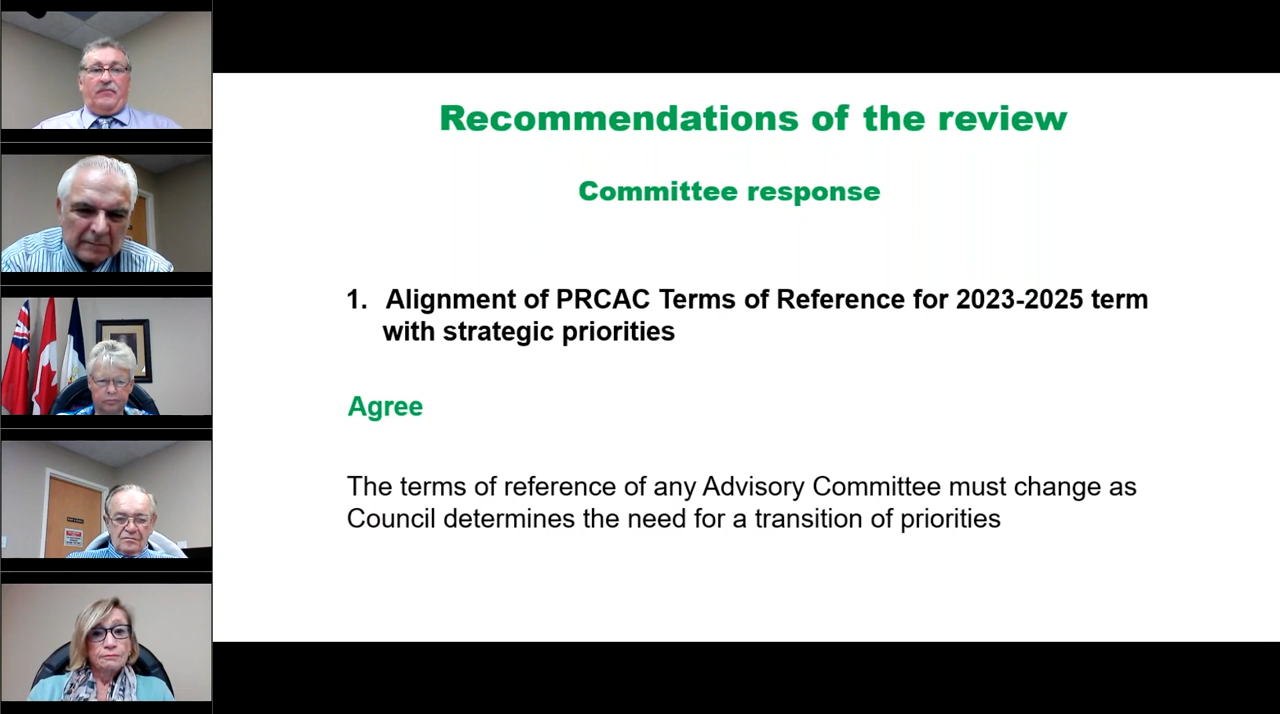 Recommendations of the review
Committee response
1. Alignment of PRCAC Terms of Reference for 2023-2025 term
with strategic priorities
Agree
The terms of reference of any Advisory Committee must change as
Council determines the need for a transition of priorities